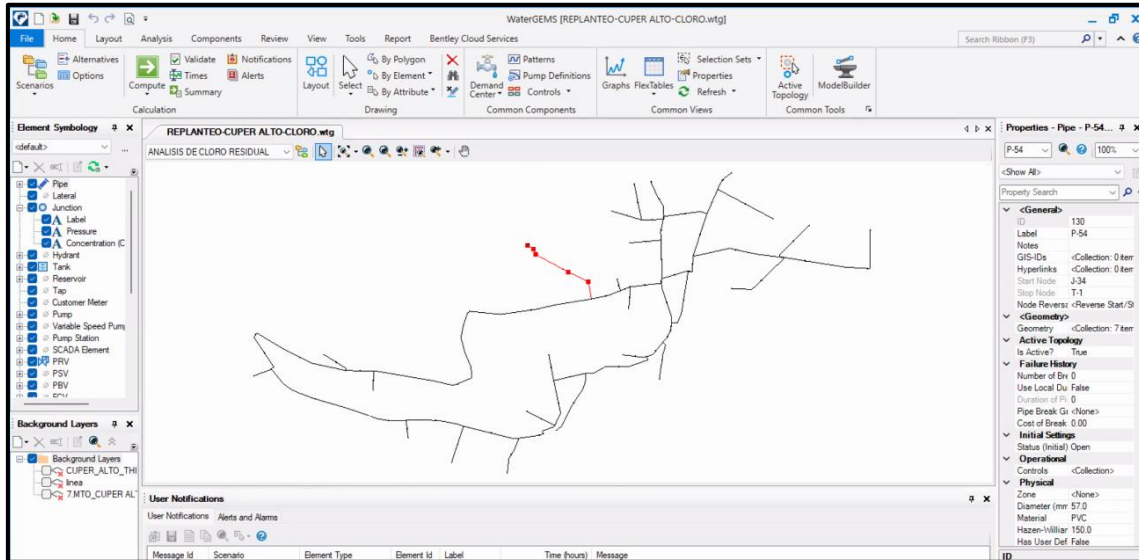 WaterGEMS [REPLANTEO-CUPER ALTO-CLORO.wtg]
File Home Layout Analysis Components Review View Tools Report Bentley Cloud Services
Search Ribbon (F3)
Scenarios
Alternatives
Options
Compute
Validate
Times
Summary
Notifications
Alerts
Calculation
Layout
Select
By Polygon
By Element
By Attribute
Drawing
Demand Center
Patterns
Pump Definitions
Controls
Common Components
Graphs
FlexTables
Selection Sets
Properties
Refresh
Common Views
Active Topology
ModelBuilder
Common Tools
Element Symbology
<default>
...
Pipe
Lateral
Junction
Label
Pressure
Concentration (C
Hydrant
Tank
Reservoir
Tap
Customer Meter
Pump
Variable Speed Pump
Pump Station
SCADA Element
PRV
PSV
PBV
FCV
Background Layers
Background Layers
CUPER_ALTO_THI
linea
7.MTO_CUPER AL
REPLANTEO-CUPER ALTO-CLORO.wtg
ANALISIS DE CLORO RESIDUAL
User Notifications
User Notifications Alerts and Alarms
Message Id Scenario Element Type Element Id Label Time (hours) Message
Properties - Pipe - P-54...
P-54 100%
<Show All>
Property Search
<General>
ID 130
Label P-54
Notes
GIS-IDs <Collection: 0 item
Hyperlinks <Collection: 0 item
Start Node J-34
Stop Node T-1
Node Reversa <Reverse Start/St
<Geometry>
Geometry <Collection: 7 item
Active Topology
Is Active? True
Failure History
Number of Bre 0
Use Local Du False
Duration of Pi 0
Pipe Break Gr <None>
Cost of Break 0.00
Initial Settings
Status (Initial) Open
Operational
Controls <Collection>
Physical
Zone <None>
Diameter (mm 57.0
Material PVC
Hazen-Williar 150.0
Has User Def False
ID